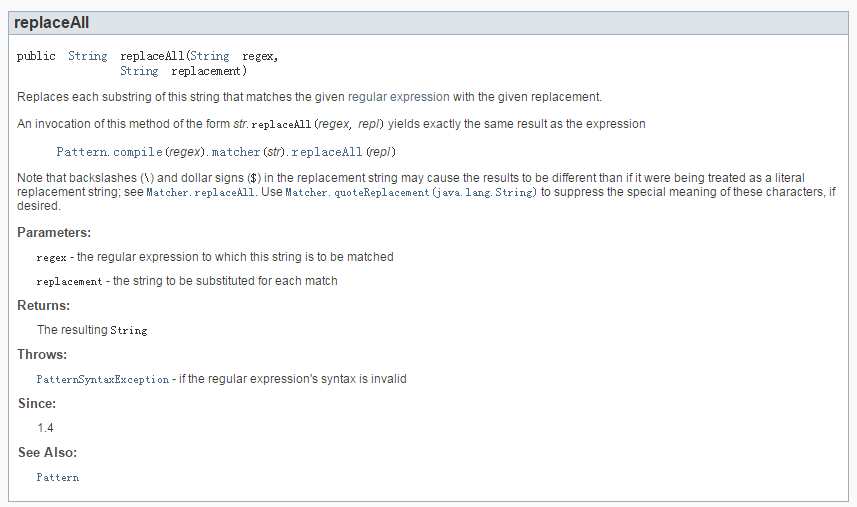 replaceAll
public String replaceAll(String regex,
String replacement)
Replaces each substring of this string that matches the given regular expression with the given replacement.
An invocation of this method of the form str.replaceAll(regex, repl) yields exactly the same result as the expression
Pattern.compile(regex).matcher(str).replaceAll(repl)
Note that backslashes (\) and dollar signs ($) in the replacement string may cause the results to be different than if it were being treated as a literal
replacement string; see Matcher.replaceAll. Use Matcher.quoteReplacement(java.lang.String) to suppress the special meaning of these characters, if
desired.
Parameters:
regex - the regular expression to which this string is to be matched
replacement - the string to be substituted for each match
Returns:
The resulting String
Throws:
PatternSyntaxException - if the regular expression's syntax is invalid
Since:
1.4
See Also:
Pattern